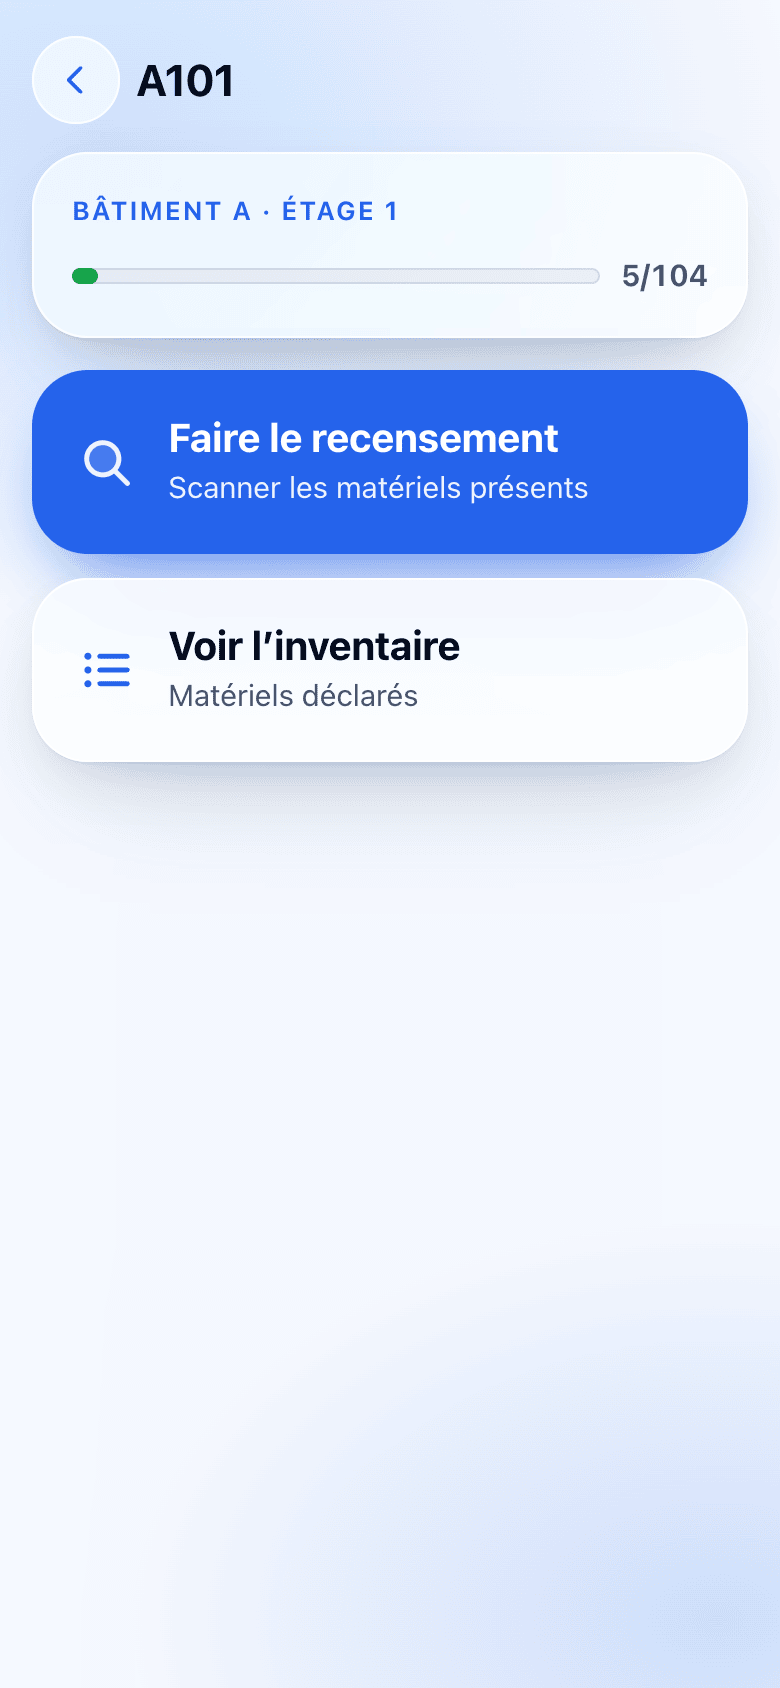 A101
BÂTIMENT A · ÉTAGE 1
5/104
Faire le recensement
Scanner les matériels présents
Voir l’inventaire
Matériels déclarés